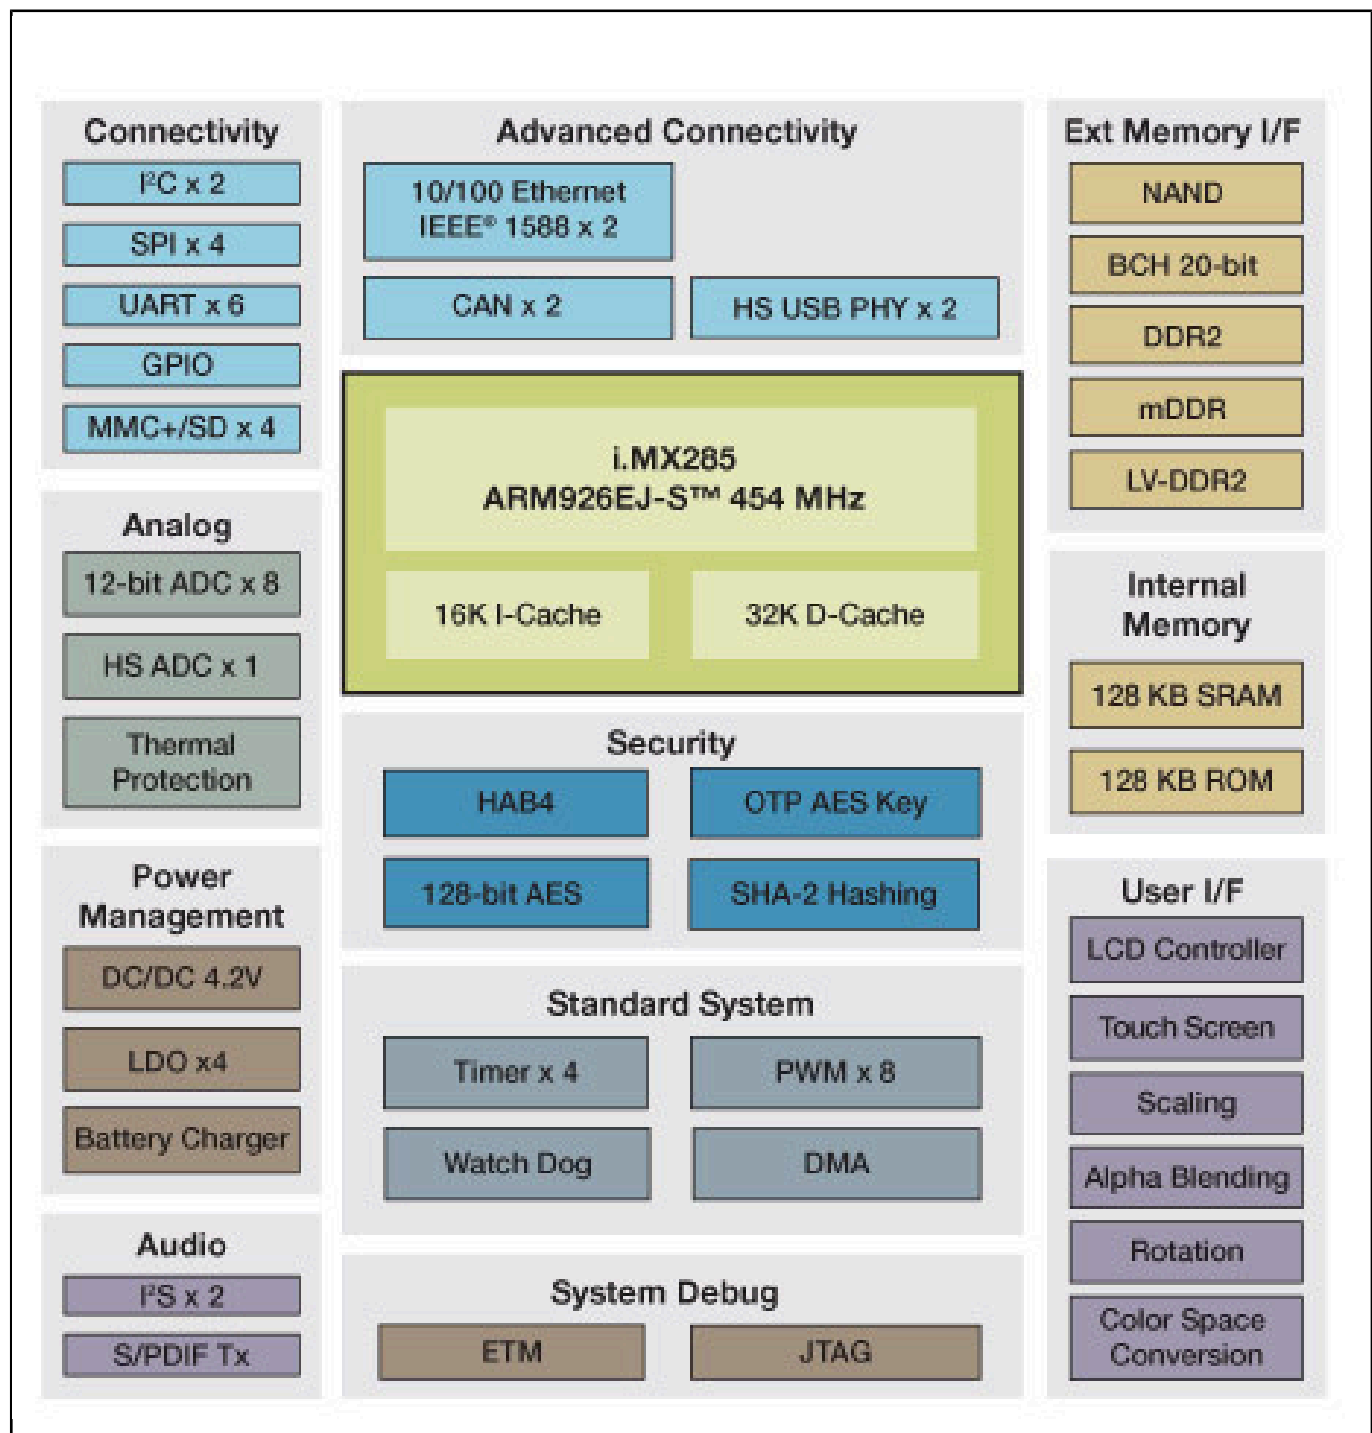 Connectivity
I²C x 2
SPI x 4
UART x 6
GPIO
MMC+/SD x 4
Analog
12-bit ADC x 8
HS ADC x 1
Thermal
Protection
Power
Management
DC/DC 4.2V
LDO x4
Battery Charger
Audio
I²S x 2
S/PDIF Tx
Advanced Connectivity
10/100 Ethernet
IEEE® 1588 x 2
CAN x 2
HS USB PHY x 2
i.MX285
ARM926EJ-S™ 454 MHz
16K I-Cache
32K D-Cache
Security
HAB4
OTP AES Key
128-bit AES
SHA-2 Hashing
Standard System
Timer x 4
PWM x 8
Watch Dog
DMA
System Debug
ETM
JTAG
Ext Memory I/F
NAND
BCH 20-bit
DDR2
mDDR
LV-DDR2
Internal
Memory
128 KB SRAM
128 KB ROM
User I/F
LCD Controller
Touch Screen
Scaling
Alpha Blending
Rotation
Color Space
Conversion